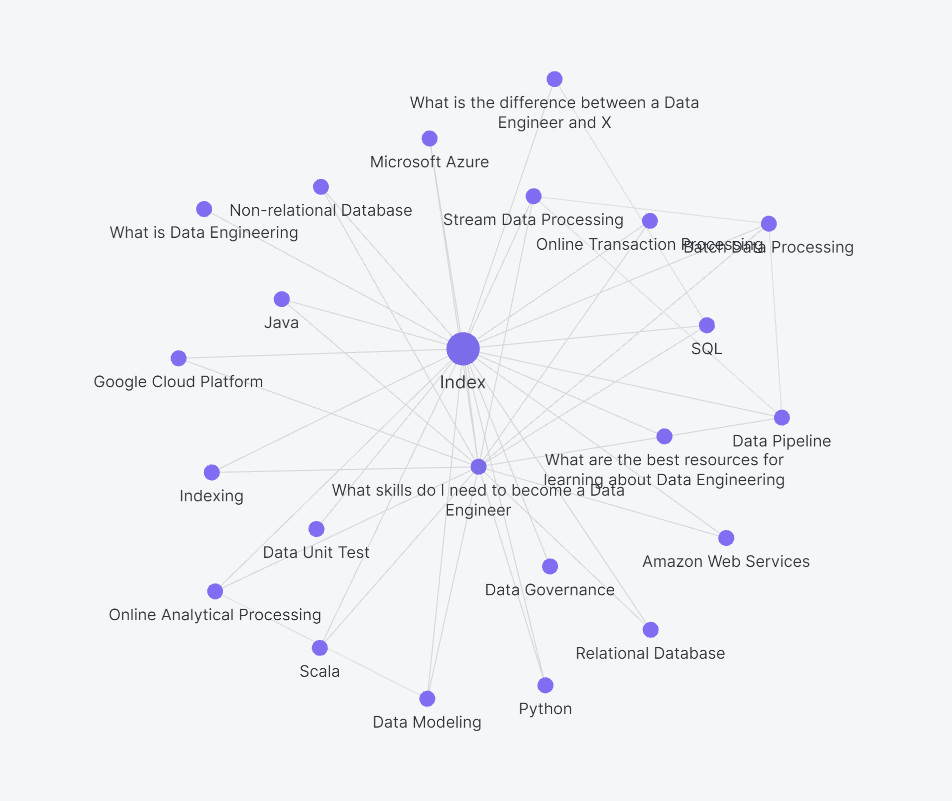 What is the difference between a Data
Engineer and X
Microsoft Azure
Non-relational Database
What is Data Engineering
Stream Data Processing
Online Transaction Processing
Batch Data Processing
Java
SQL
Google Cloud Platform
Index
Data Pipeline
What are the best resources for
learning about Data Engineering
What skills do I need to become a Data
Engineer
Indexing
Data Unit Test
Amazon Web Services
Data Governance
Online Analytical Processing
Relational Database
Scala
Python
Data Modeling